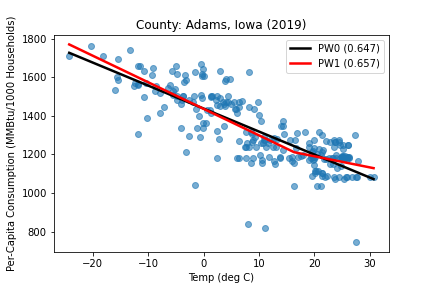 County: Adams, Iowa (2019)
Per-Capita Consumption (MMBtu/1000 Households)
1800
1600
1400
1200
1000
800
PW0 (0.647)
PW1 (0.657)
−20
−10
0
10
20
30
Temp (deg C)